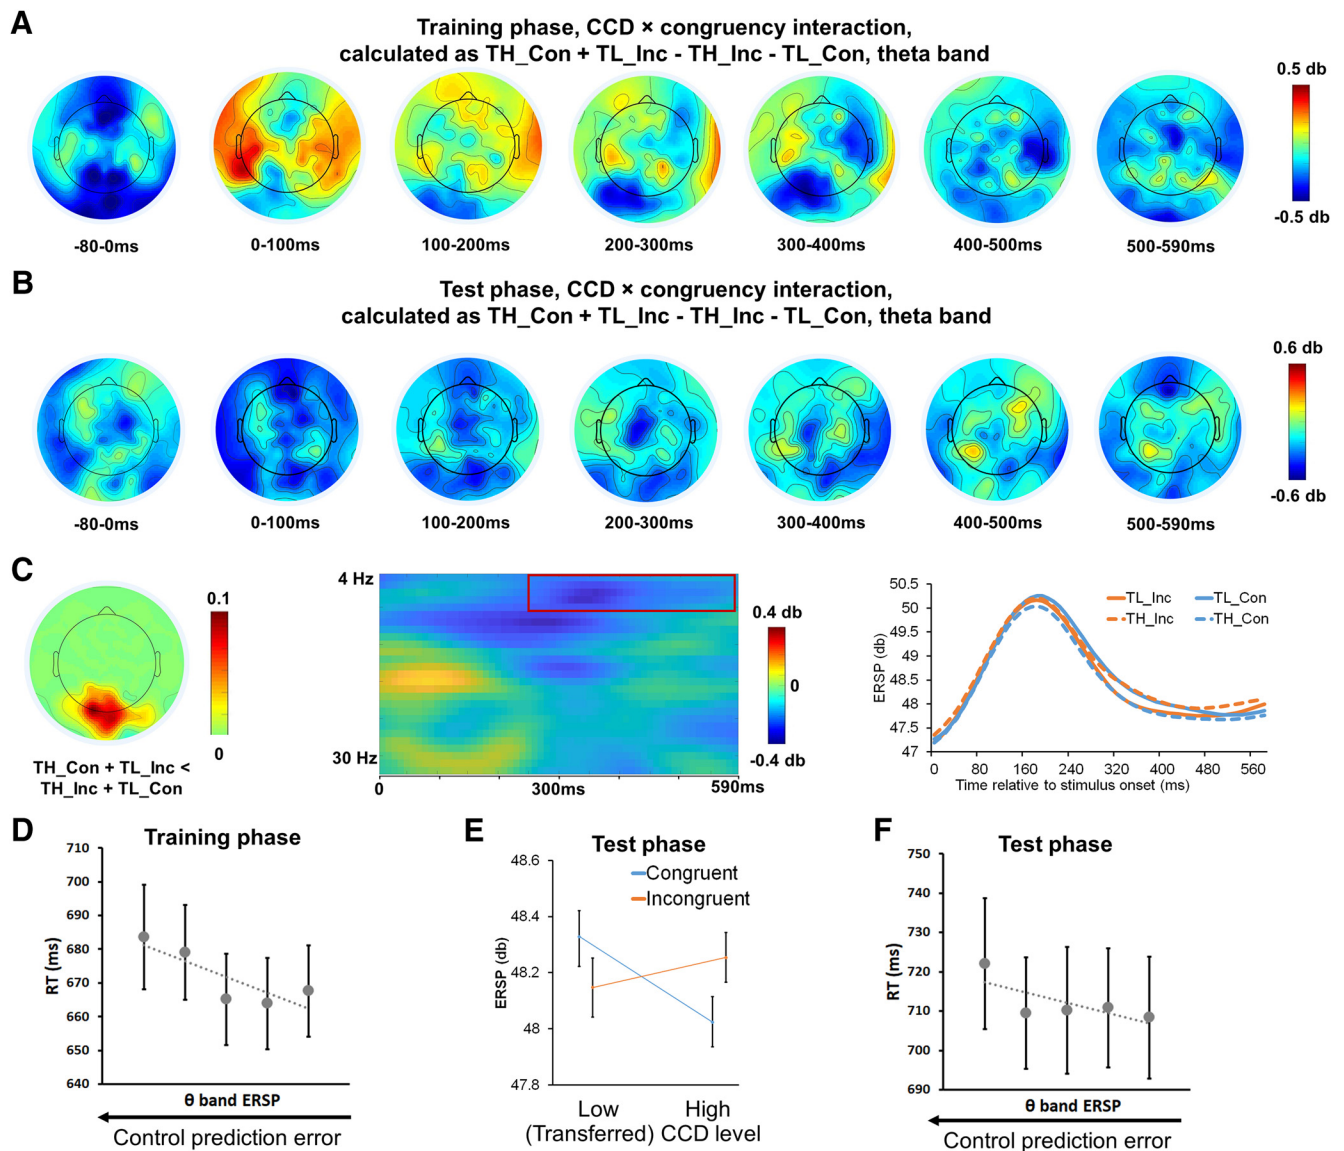 A
Training phase, CCD × congruency interaction,
calculated as TH_Con + TL_Inc - TH_Inc - TL_Con, theta band
0.5 db
-0.5 db
-80-0ms
0-100ms
100-200ms
200-300ms
300-400ms
400-500ms
500-590ms
B
Test phase, CCD × congruency interaction,
calculated as TH_Con + TL_Inc - TH_Inc - TL_Con, theta band
0.6 db
-0.6 db
-80-0ms
0-100ms
100-200ms
200-300ms
300-400ms
400-500ms
500-590ms
C
0.1
0
TH_Con + TL_Inc <
TH_Inc + TL_Con
4 Hz
30 Hz
0
300ms
590ms
0.4 db
0
-0.4 db
ERSP (db)
50.5
50
49.5
49
48.5
48
47.5
47
TL_Inc
TL_Con
TH_Inc
TH_Con
0
80
160
240
320
400
480
560
Time relative to stimulus onset (ms)
D
Training phase
RT (ms)
710
700
690
680
670
660
650
640
θ band ERSP
Control prediction error
E
Test phase
Congruent
Incongruent
ERSP (db)
48.6
48.4
48.2
48
47.8
Low
High
(Transferred) CCD level
F
Test phase
RT (ms)
750
740
730
720
710
700
690
θ band ERSP
Control prediction error